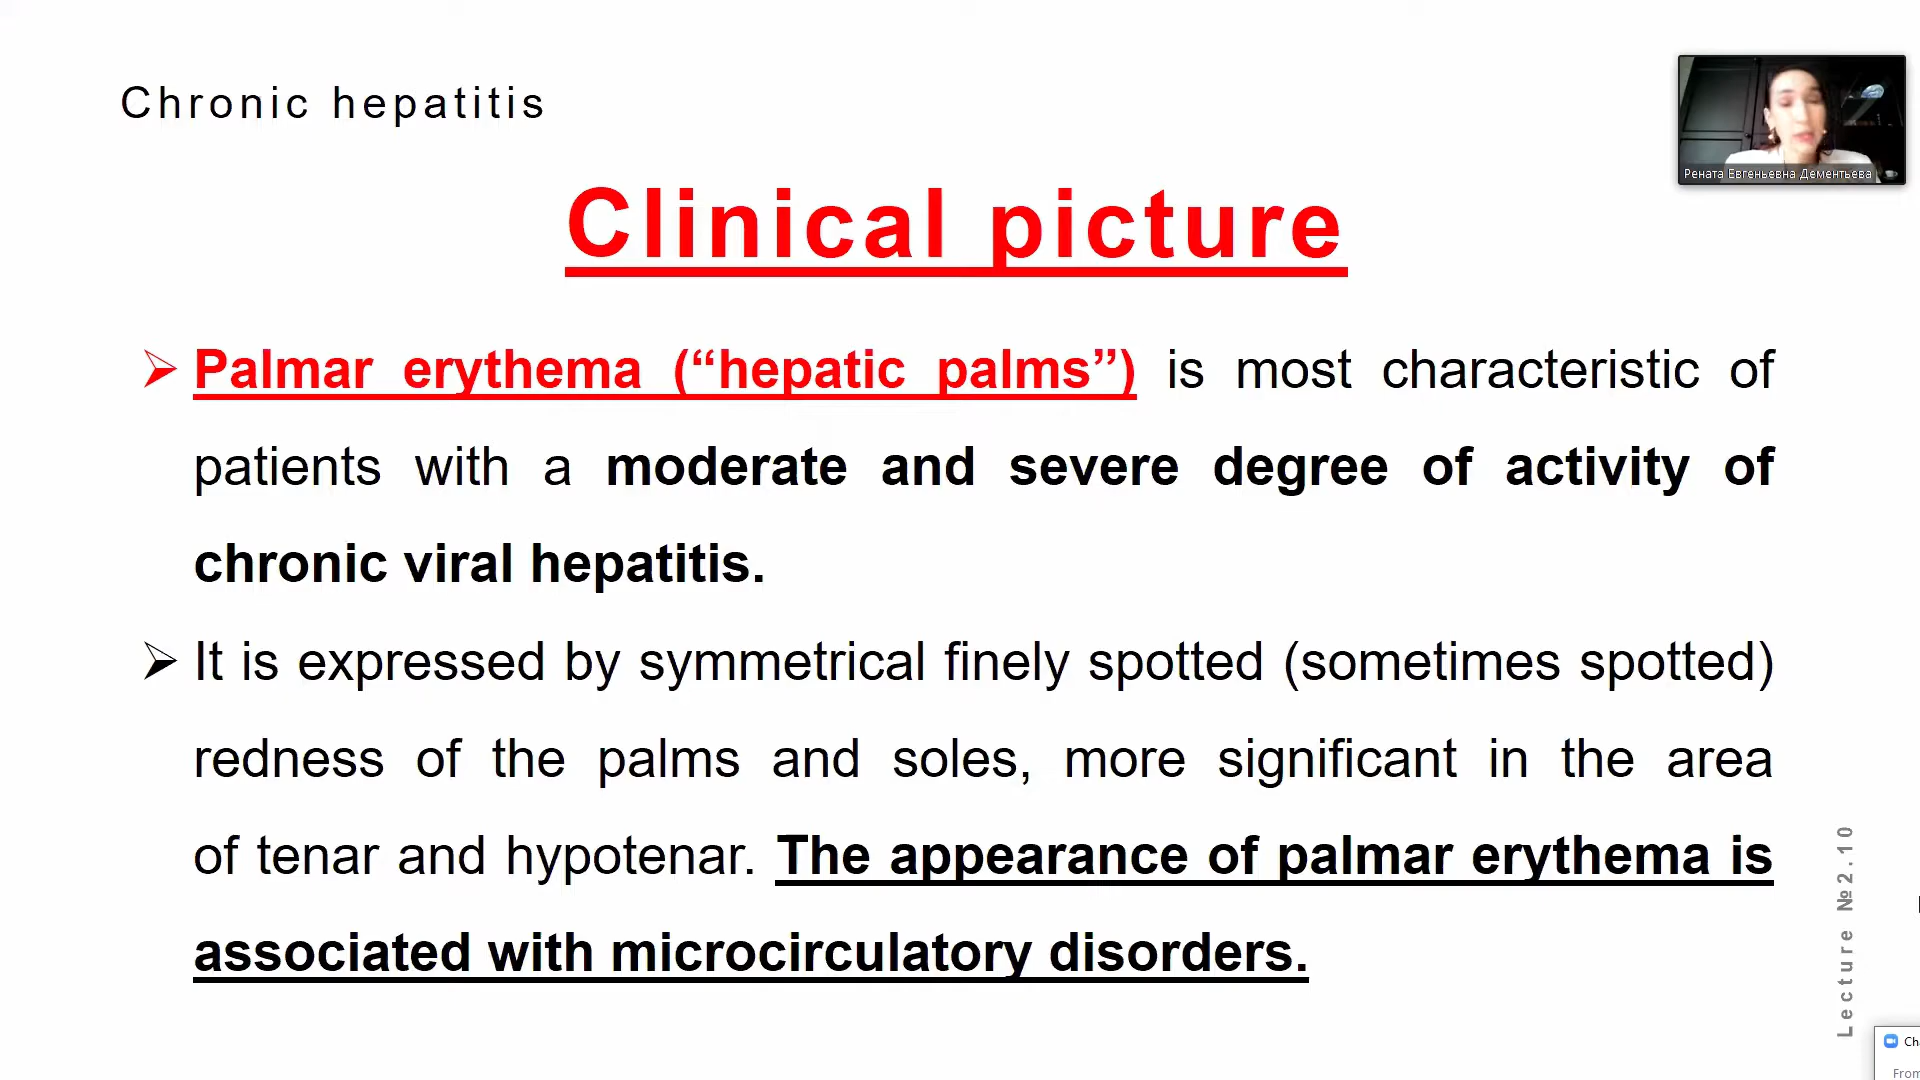 Chronic hepatitis
Рената Евгеньевна Дементьева
Clinical picture
➢ Palmar erythema (“hepatic palms”) is most characteristic of
patients with a moderate and severe degree of activity of
chronic viral hepatitis.
➢ It is expressed by symmetrical finely spotted (sometimes spotted)
redness of the palms and soles, more significant in the area
of tenar and hypotenar. The appearance of palmar erythema is
associated with microcirculatory disorders.
Lecture №2.10
From